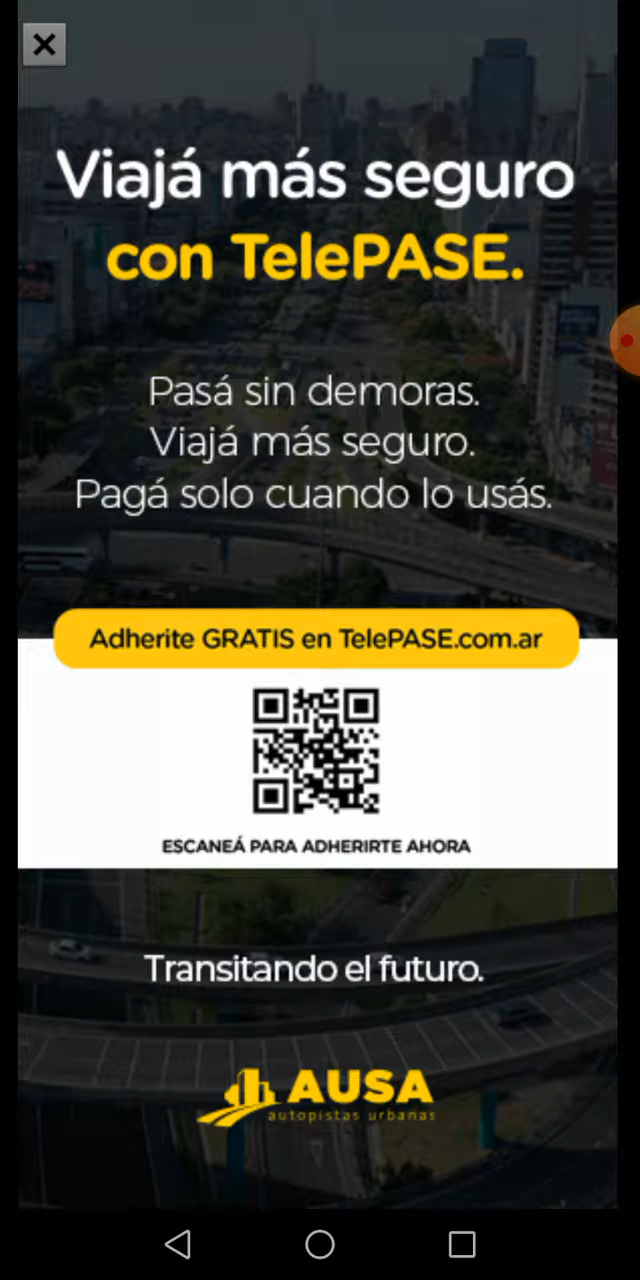 Viajá más seguro
con TelePASE.
Pasá sin demoras.
Viajá más seguro.
Pagá solo cuando lo usás.
Adherite GRATIS en TelePASE.com.ar
ESCANEÁ PARA ADHERIRTE AHORA
Transitando el futuro.
AUSA
autopistas urbanas